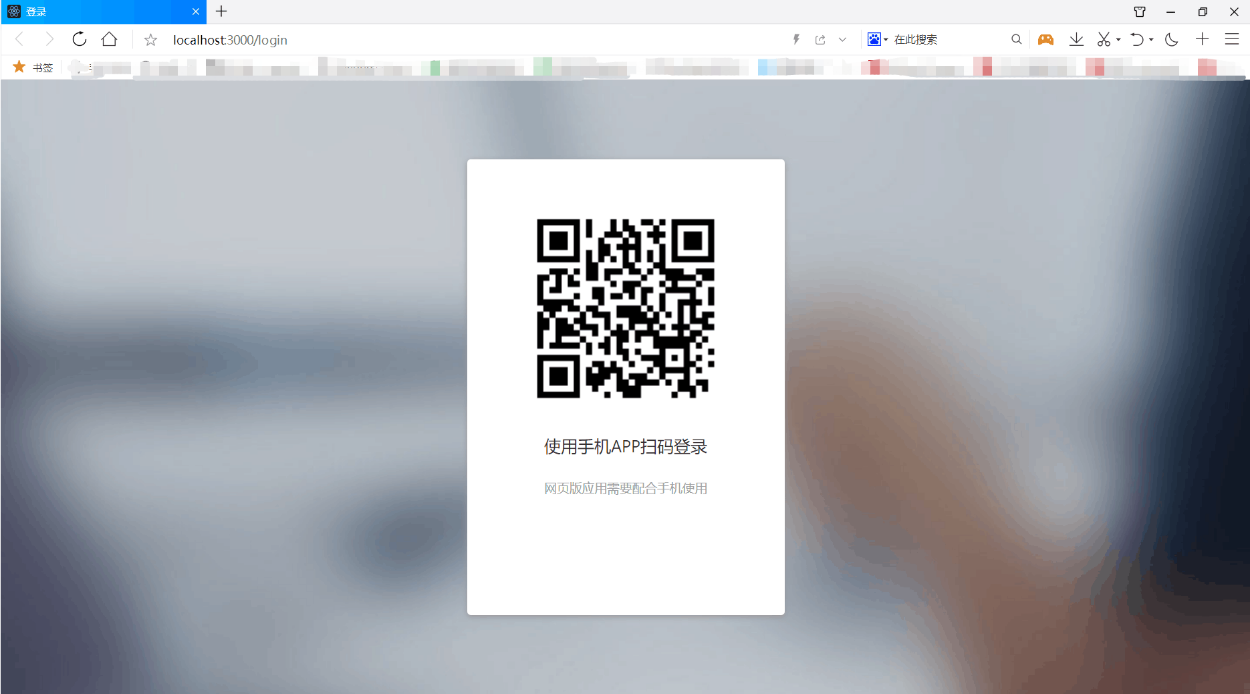 登录
localhost:3000/login
在此搜索
书签
使用手机APP扫码登录
网页版应用需要配合手机使用